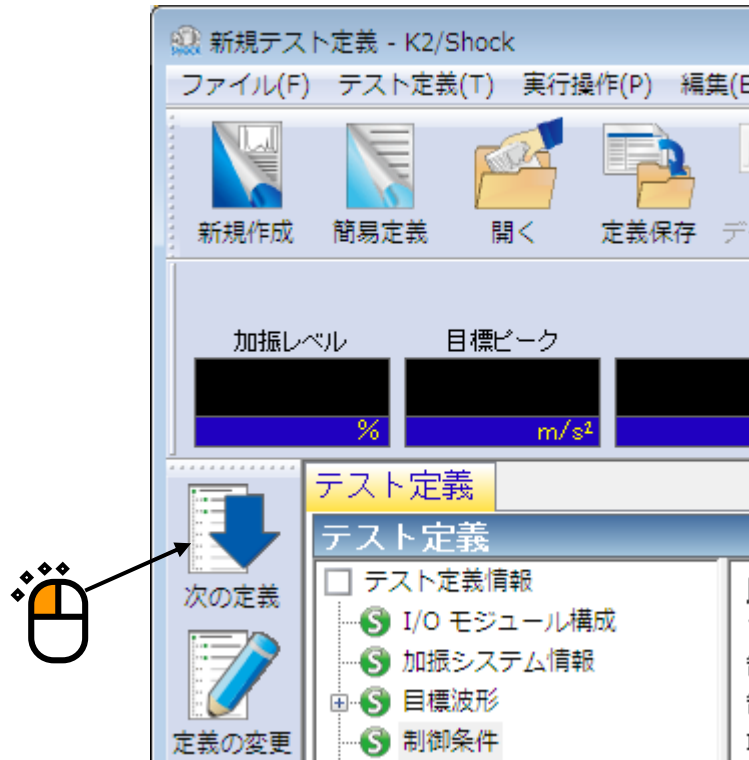 新規テスト定義 - K2/Shock
ファイル(F) テスト定義(T) 実行操作(P) 編集(E
新規作成 簡易定義 開く 定義保存 デ
加振レベル 目標ピーク
% m/s²
テスト定義
テスト定義
次の定義
テスト定義情報
I/O モジュール構成
加振システム情報
目標波形
定義の変更
制御条件